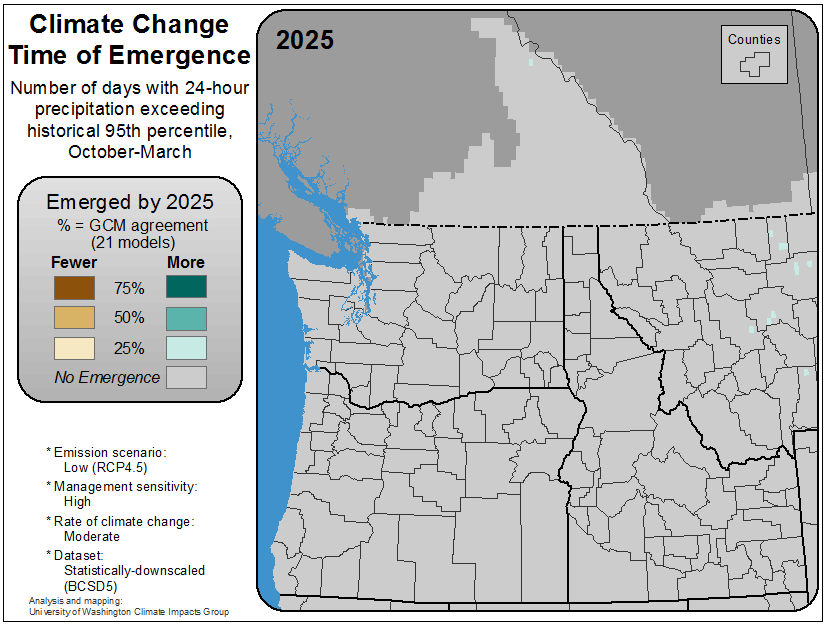 Climate Change
Time of Emergence
Number of days with 24-hour
precipitation exceeding
historical 95th percentile,
October-March
Emerged by 2025
% = GCM agreement
(21 models)
Fewer More
75%
50%
25%
No Emergence
* Emission scenario:
Low (RCP4.5)
* Management sensitivity:
High
* Rate of climate change:
Moderate
* Dataset:
Statistically-downscaled
(BCSD5)
Analysis and mapping:
University of Washington Climate Impacts Group
2025
Counties